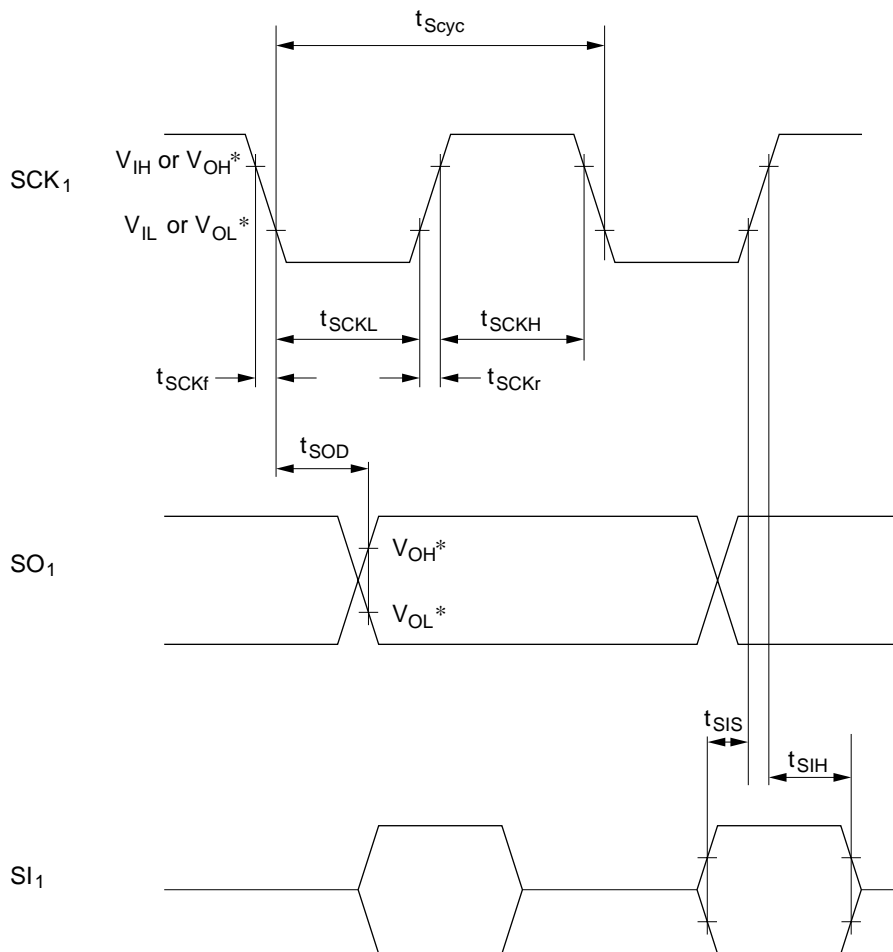 tScyc
SCK1
VIH or VOH*
VIL or VOL*
tSCKL
tSCKH
tSCKf
tSCKr
tSOD
SO1
VOH*
VOL*
tSIS
tSIH
SI1